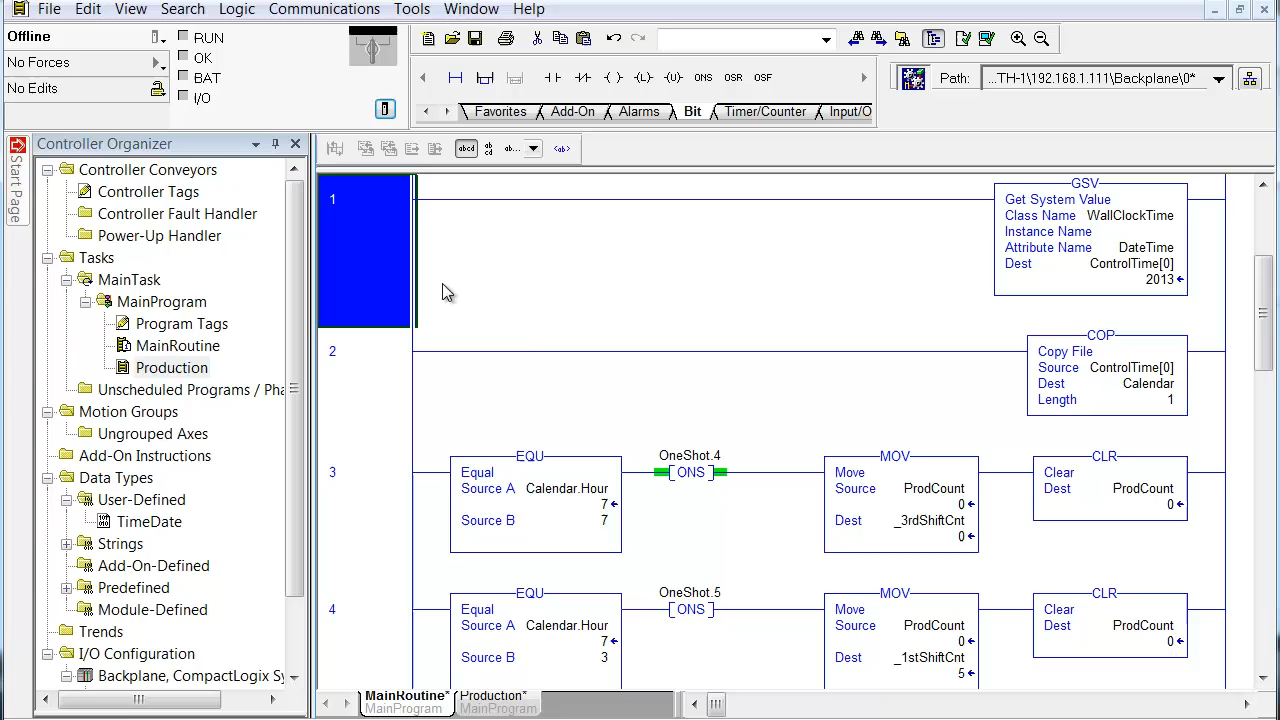 File Edit View Search Logic Communications Tools Window Help
Offline
RUN
No Forces
OK
No Edits
BAT
I/O
ONS OSR OSF
Path: ...TH-1\192.168.1.111\Backplane\0*
Favorites Add-On Alarms Bit Timer/Counter Input/O
Start Page
Controller Organizer
Controller Conveyors
Controller Tags
Controller Fault Handler
Power-Up Handler
Tasks
MainTask
MainProgram
Program Tags
MainRoutine
Production
Unscheduled Programs / Pha
Motion Groups
Ungrouped Axes
Add-On Instructions
Data Types
User-Defined
TimeDate
Strings
Add-On-Defined
Predefined
Module-Defined
Trends
I/O Configuration
Backplane, CompactLogix Sy
abcd ab cd ab... <ab>
1
GSV
Get System Value
Class Name WallClockTime
Instance Name
Attribute Name DateTime
Dest ControlTime[0]
2013
2
COP
Copy File
Source ControlTime[0]
Dest Calendar
Length 1
3
EQU
Equal
Source A Calendar.Hour
7
Source B 7
OneShot.4
ONS
MOV
Move
Source ProdCount
0
Dest _3rdShiftCnt
0
CLR
Clear
Dest ProdCount
0
4
EQU
Equal
Source A Calendar.Hour
7
Source B 3
OneShot.5
ONS
MOV
Move
Source ProdCount
0
Dest _1stShiftCnt
5
CLR
Clear
Dest ProdCount
0
MainRoutine*
MainProgram
Production*
MainProgram